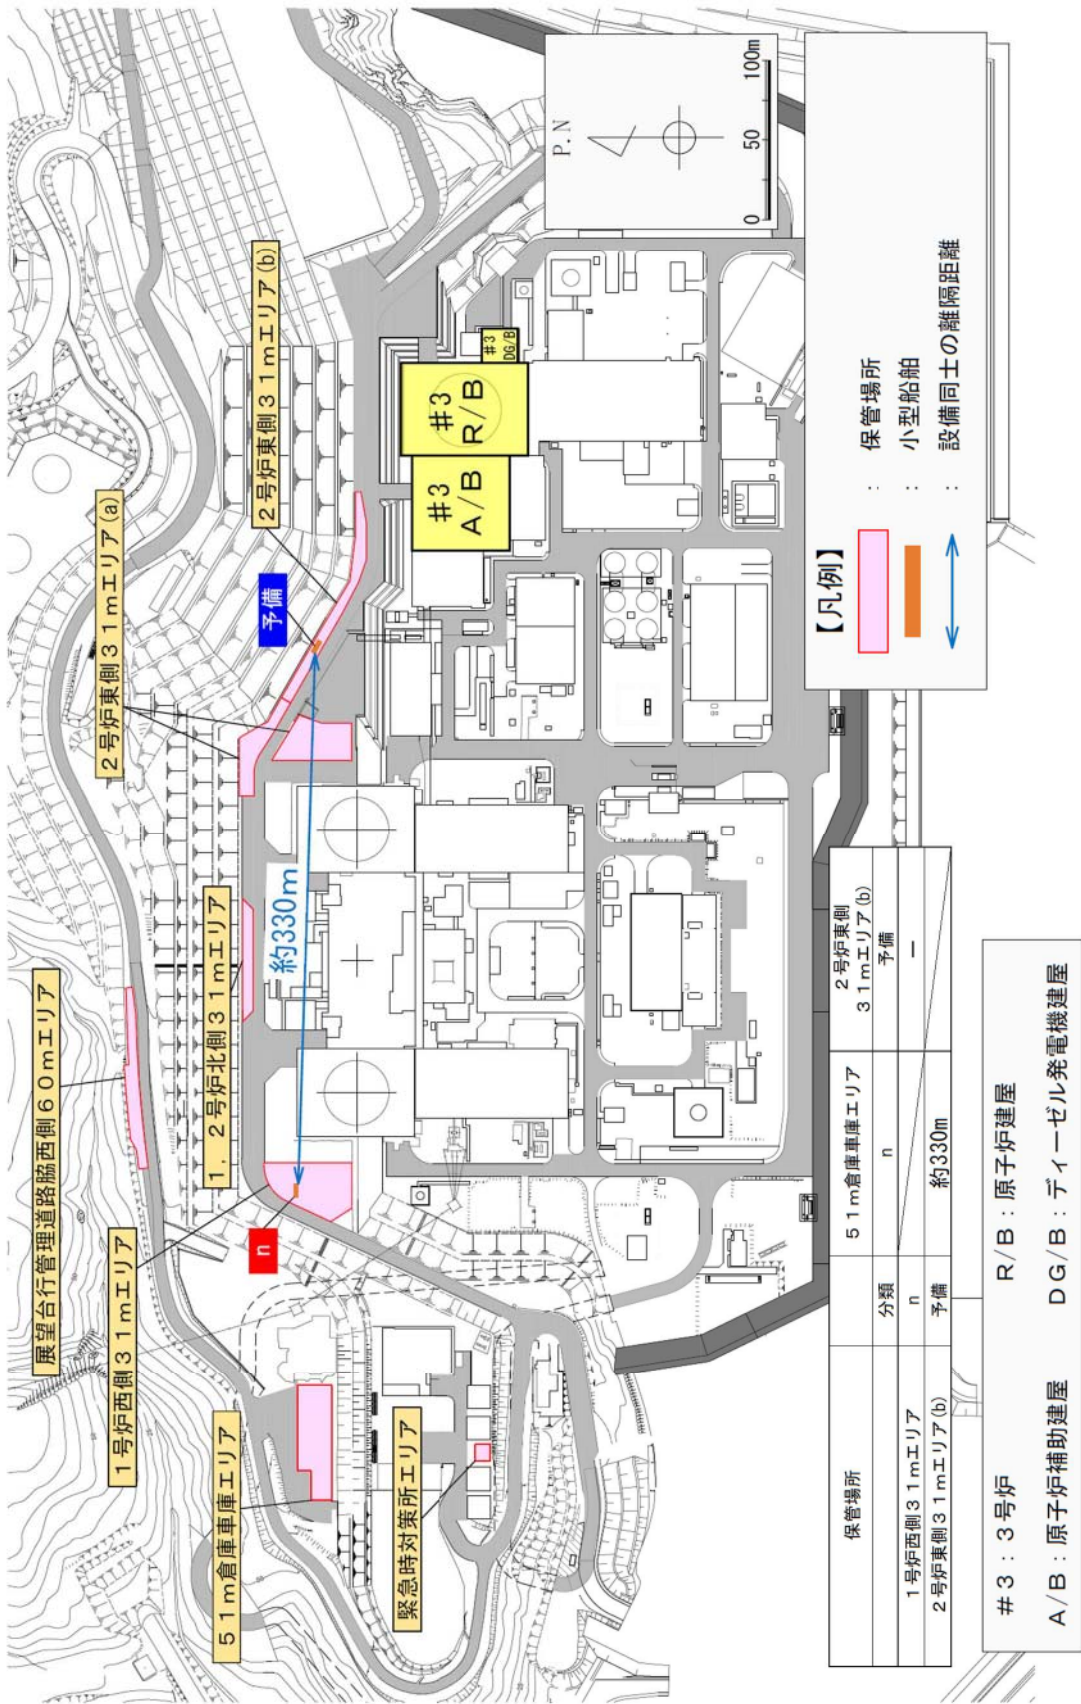 展望台行管理道路脇西側６０ｍエリア
２号炉東側３１ｍエリア(a)
２号炉東側３１ｍエリア(b)
１号炉西側３１ｍエリア
１，２号炉北側３１ｍエリア
５１ｍ倉庫車庫エリア
緊急時対策所エリア
n
予備
約330m
#3
A/B
#3
R/B
#3
DG/B
P.N
0 50 100m
【凡例】
： 保管場所
： 小型船舶
： 設備同士の離隔距離
保管場所 ５１ｍ倉庫車庫エリア ２号炉東側
３１ｍエリア(b)
分類 n 予備
１号炉西側３１ｍエリア n －
２号炉東側３１ｍエリア(b) 予備 約330m
＃３：３号炉 Ｒ／Ｂ：原子炉建屋
Ａ／Ｂ：原子炉補助建屋 ＤＧ／Ｂ：ディーゼル発電機建屋